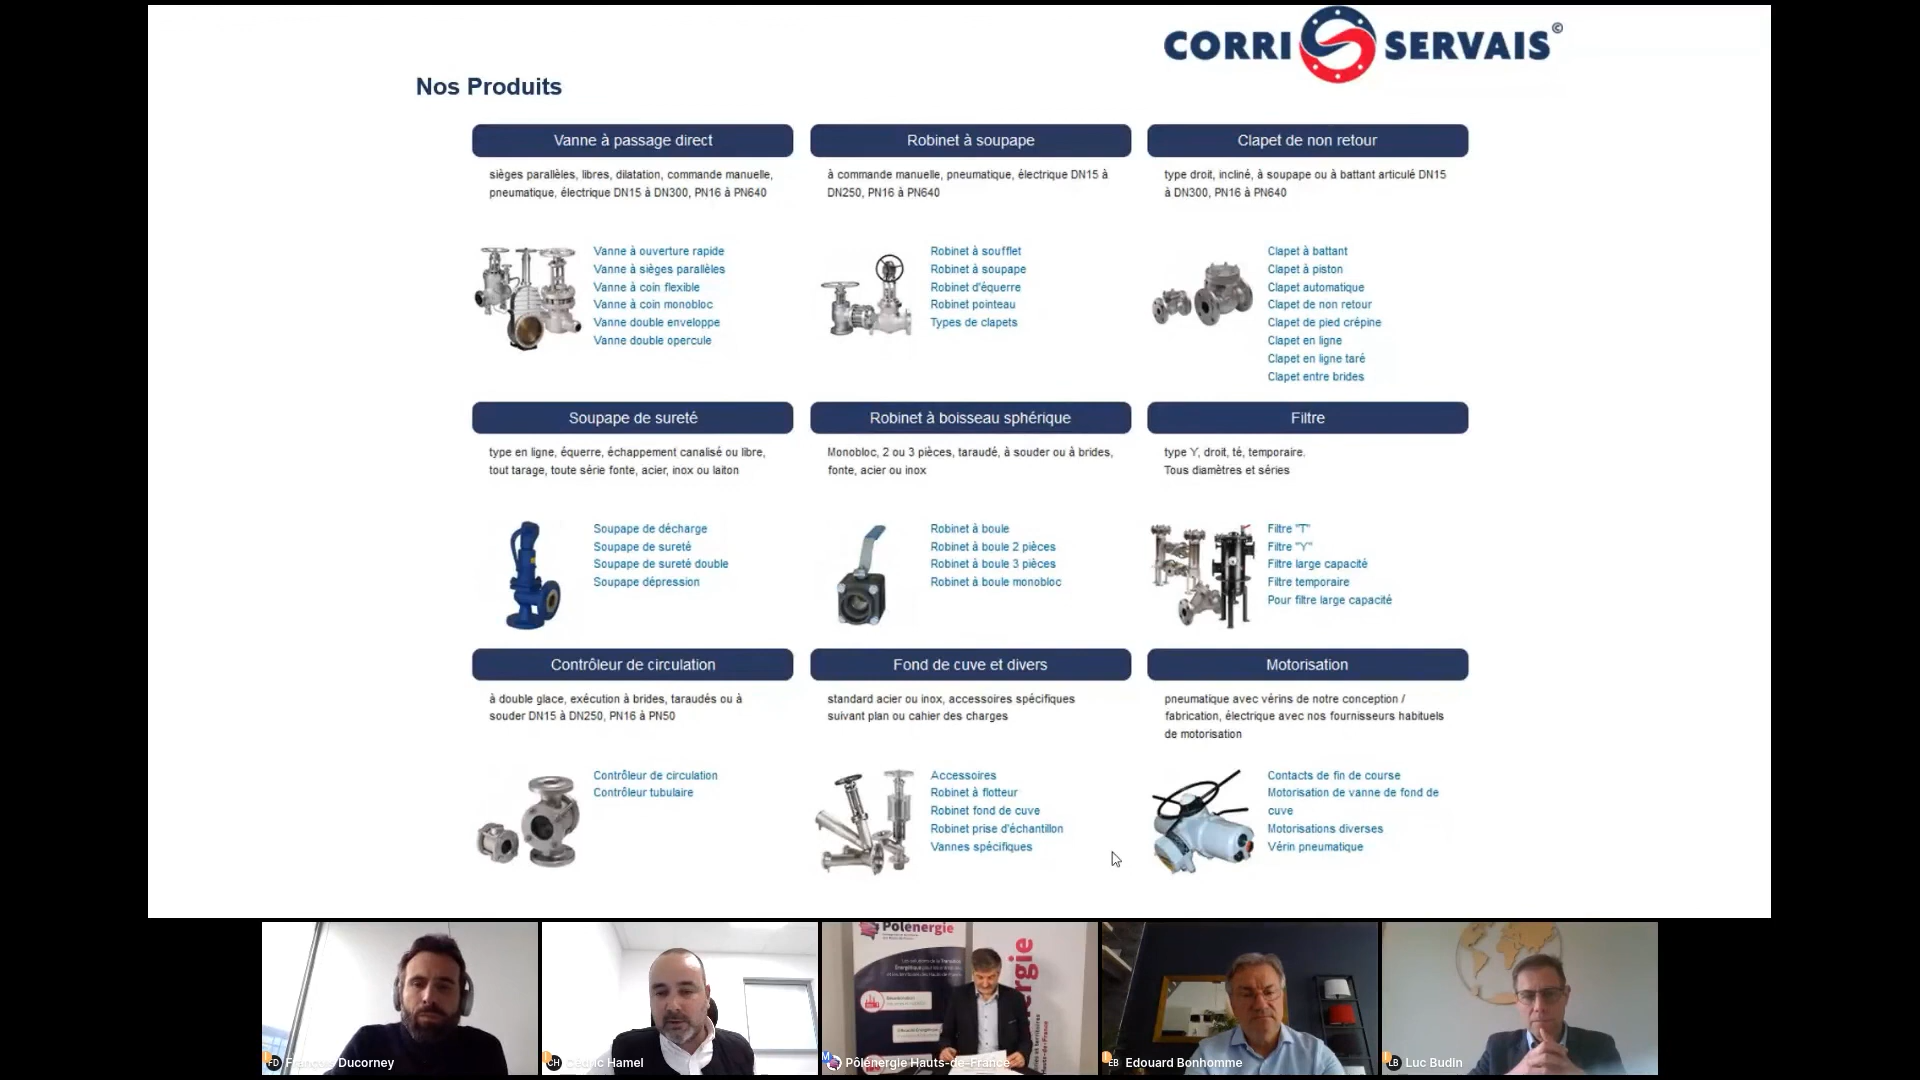 CORRI SERVAIS©
Nos Produits
Vanne à passage direct
sièges parallèles, libres, dilatation, commande manuelle,
pneumatique, électrique DN15 à DN300, PN16 à PN640
Vanne à ouverture rapide
Vanne à sièges parallèles
Vanne à coin flexible
Vanne à coin monobloc
Vanne double enveloppe
Vanne double opercule
Robinet à soupape
à commande manuelle, pneumatique, électrique DN15 à
DN250, PN16 à PN640
Robinet à soufflet
Robinet à soupape
Robinet d'équerre
Robinet pointeau
Types de clapets
Clapet de non retour
type droit, incliné, à soupape ou à battant articulé DN15
à DN300, PN16 à PN640
Clapet à battant
Clapet à piston
Clapet automatique
Clapet de non retour
Clapet de pied crépine
Clapet en ligne
Clapet en ligne taré
Clapet entre brides
Soupape de sureté
type en ligne, équerre, échappement canalisé ou libre,
tout tarage, toute série fonte, acier, inox ou laiton
Soupape de décharge
Soupape de sureté
Soupape de sureté double
Soupape dépression
Robinet à boisseau sphérique
Monobloc, 2 ou 3 pièces, taraudé, à souder ou à brides,
fonte, acier ou inox
Robinet à boule
Robinet à boule 2 pièces
Robinet à boule 3 pièces
Robinet à boule monobloc
Filtre
type Y, droit, té, temporaire.
Tous diamètres et séries
Filtre "T"
Filtre "Y"
Filtre large capacité
Filtre temporaire
Pour filtre large capacité
Contrôleur de circulation
à double glace, exécution à brides, taraudés ou à
souder DN15 à DN250, PN16 à PN50
Contrôleur de circulation
Contrôleur tubulaire
Fond de cuve et divers
standard acier ou inox, accessoires spécifiques
suivant plan ou cahier des charges
Accessoires
Robinet à flotteur
Robinet fond de cuve
Robinet prise d'échantillon
Vannes spécifiques
Motorisation
pneumatique avec vérins de notre conception /
fabrication, électrique avec nos fournisseurs habituels
de motorisation
Contacts de fin de course
Motorisation de vanne de fond de
cuve
Motorisations diverses
Vérin pneumatique
Polénergie
FD Ducorney
CH Cédric Hamel
M Pôlénergie Hauts-de-France
EB Edouard Bonhomme
LB Luc Budin